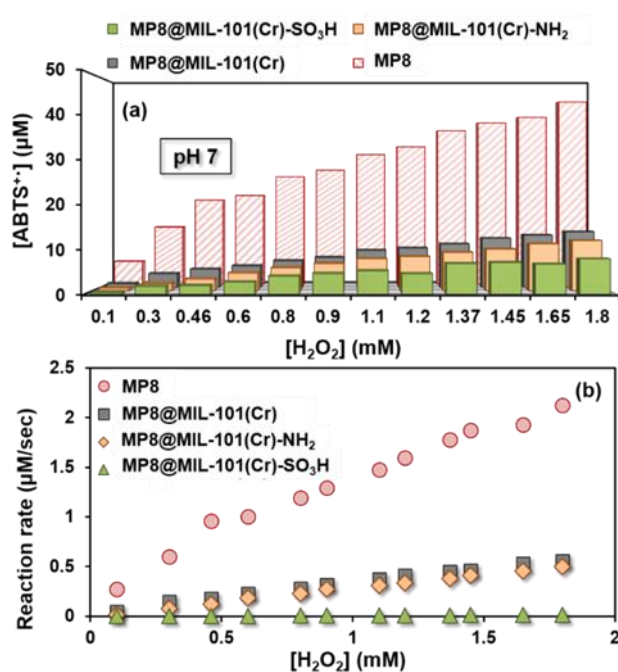 MP8@MIL-101(Cr)-SO₃H MP8@MIL-101(Cr)-NH₂
MP8@MIL-101(Cr) MP8
50
40
30
20
10
0
[ABTS⁺·] (µM)
(a)
pH 7
0.1 0.3 0.46 0.6 0.8 0.9 1.1 1.2 1.37 1.45 1.65 1.8
[H₂O₂] (mM)
2.5
2
1.5
1
0.5
0
Reaction rate (µM/sec)
MP8
MP8@MIL-101(Cr)
MP8@MIL-101(Cr)-NH₂
MP8@MIL-101(Cr)-SO₃H
(b)
0 0.5 1 1.5 2
[H₂O₂] (mM)